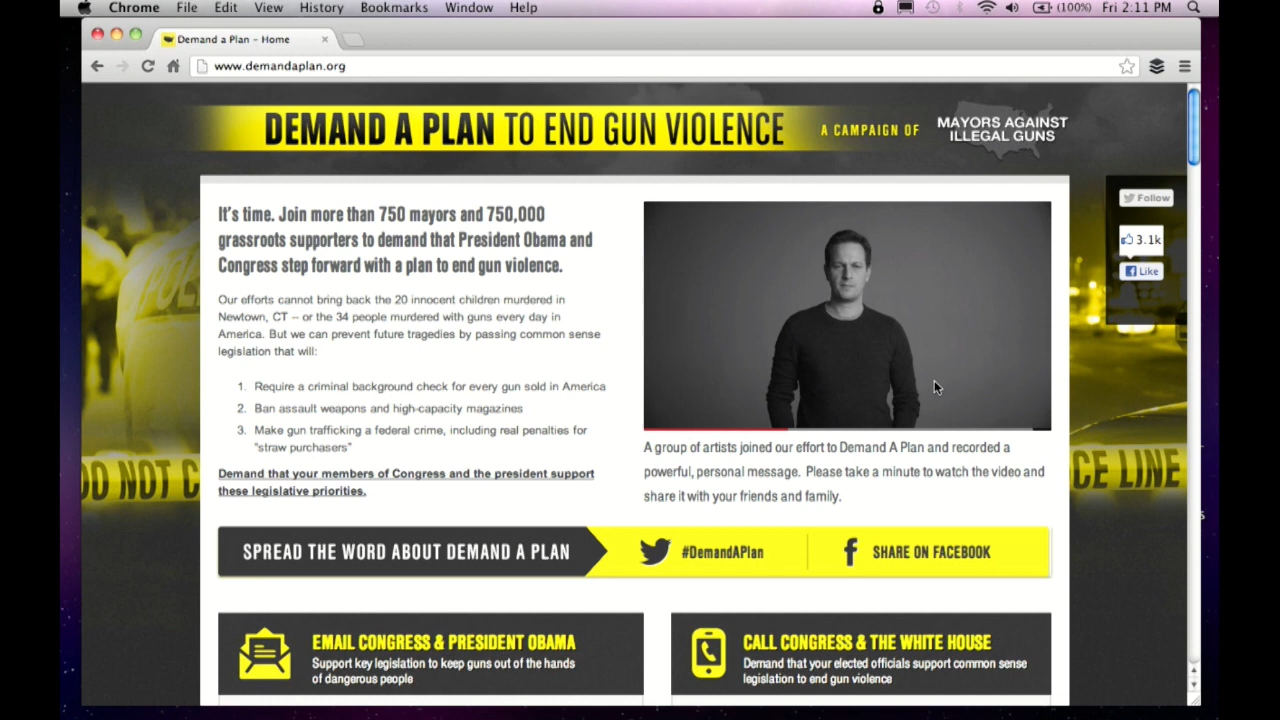 Chrome File Edit View History Bookmarks Window Help (100%) Fri 2:11 PM
Demand a Plan – Home
www.demandaplan.org
DEMAND A PLAN TO END GUN VIOLENCE A CAMPAIGN OF MAYORS AGAINST
ILLEGAL GUNS
It's time. Join more than 750 mayors and 750,000
grassroots supporters to demand that President Obama and
Congress step forward with a plan to end gun violence.
Our efforts cannot bring back the 20 innocent children murdered in
Newtown, CT – or the 34 people murdered with guns every day in
America. But we can prevent future tragedies by passing common sense
legislation that will:
1. Require a criminal background check for every gun sold in America
2. Ban assault weapons and high-capacity magazines
3. Make gun trafficking a federal crime, including real penalties for
"straw purchasers"
Demand that your members of Congress and the president support
these legislative priorities.
Follow
3.1k
Like
A group of artists joined our effort to Demand A Plan and recorded a
powerful, personal message. Please take a minute to watch the video and
share it with your friends and family.
DO NOT C
CE LINE
SPREAD THE WORD ABOUT DEMAND A PLAN #DemandAPlan SHARE ON FACEBOOK
EMAIL CONGRESS & PRESIDENT OBAMA
Support key legislation to keep guns out of the hands
of dangerous people
CALL CONGRESS & THE WHITE HOUSE
Demand that your elected officials support common sense
legislation to end gun violence